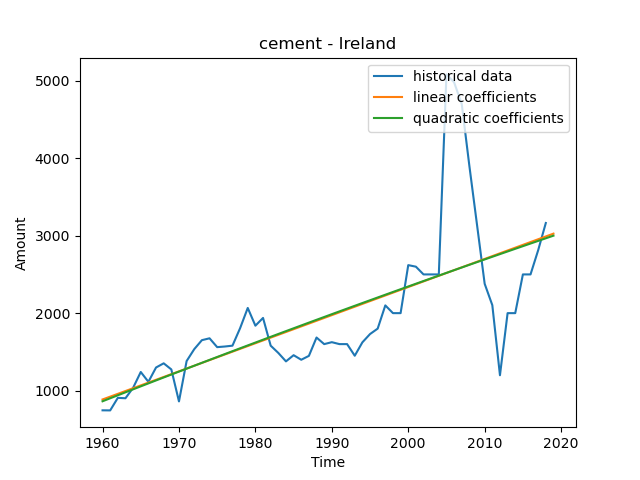 cement - Ireland
historical data
linear coefficients
quadratic coefficients
Amount
5000
4000
3000
2000
1000
1960 1970 1980 1990 2000 2010 2020
Time